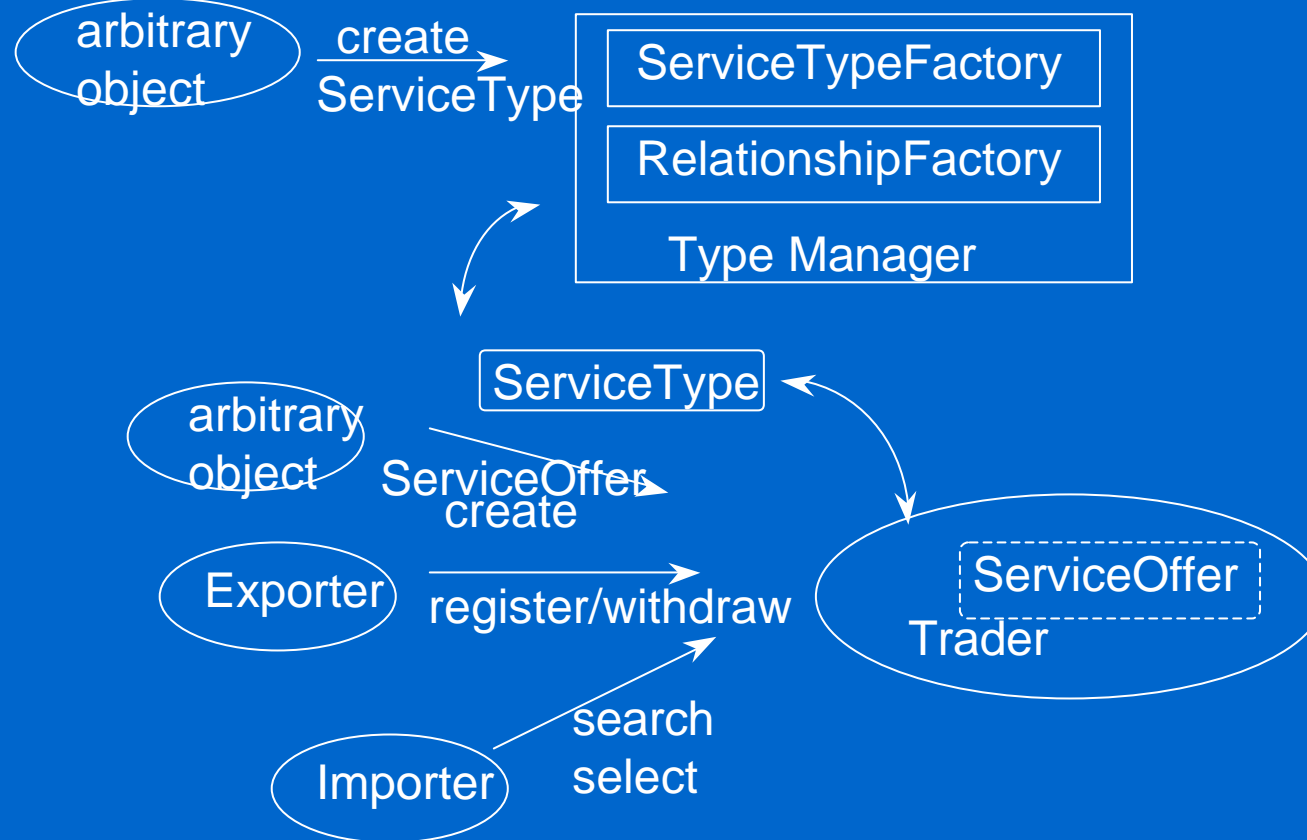 arbitrary
object
create
ServiceType
ServiceTypeFactory
RelationshipFactory
Type Manager
ServiceType
arbitrary
object
ServiceOffer
create
Exporter
register/withdraw
ServiceOffer
Trader
search
select
Importer